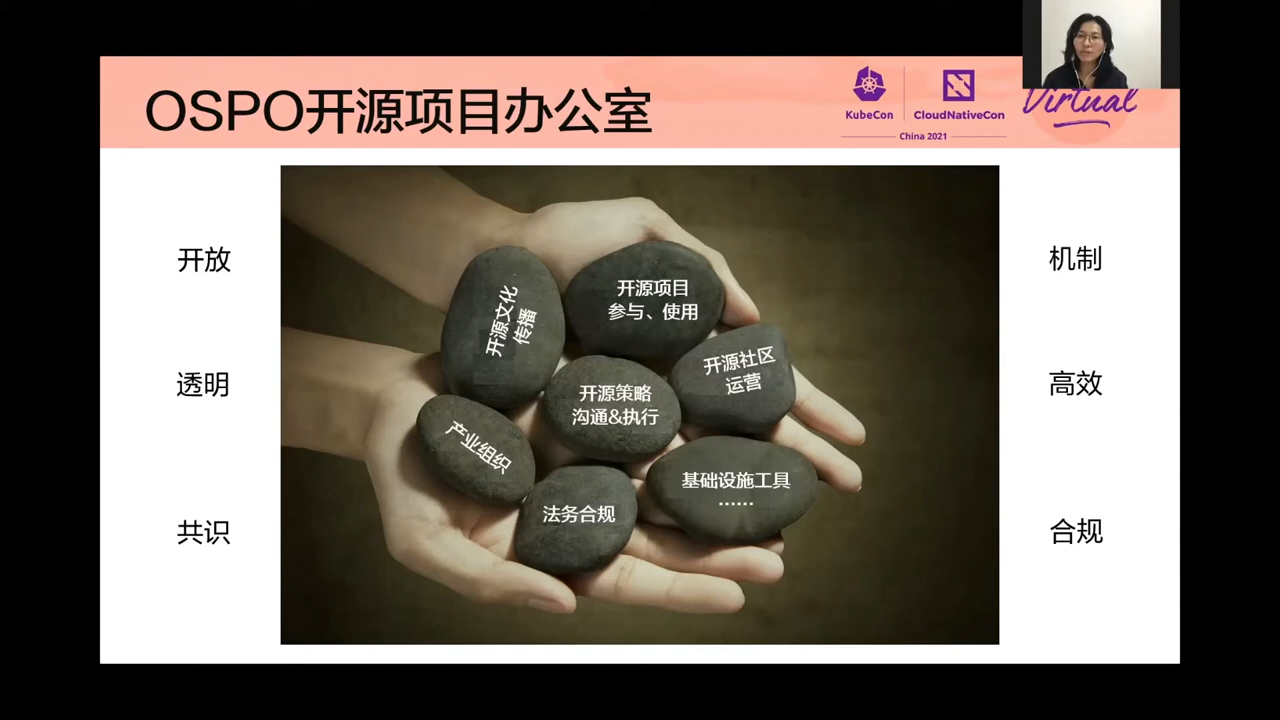 OSPO开源项目办公室
KubeCon
CloudNativeCon
China 2021
Virtual
开放
透明
共识
开源文化
传播
开源项目
参与、使用
开源社区
运营
开源策略
沟通&执行
产业组织
法务合规
基础设施工具
……
机制
高效
合规